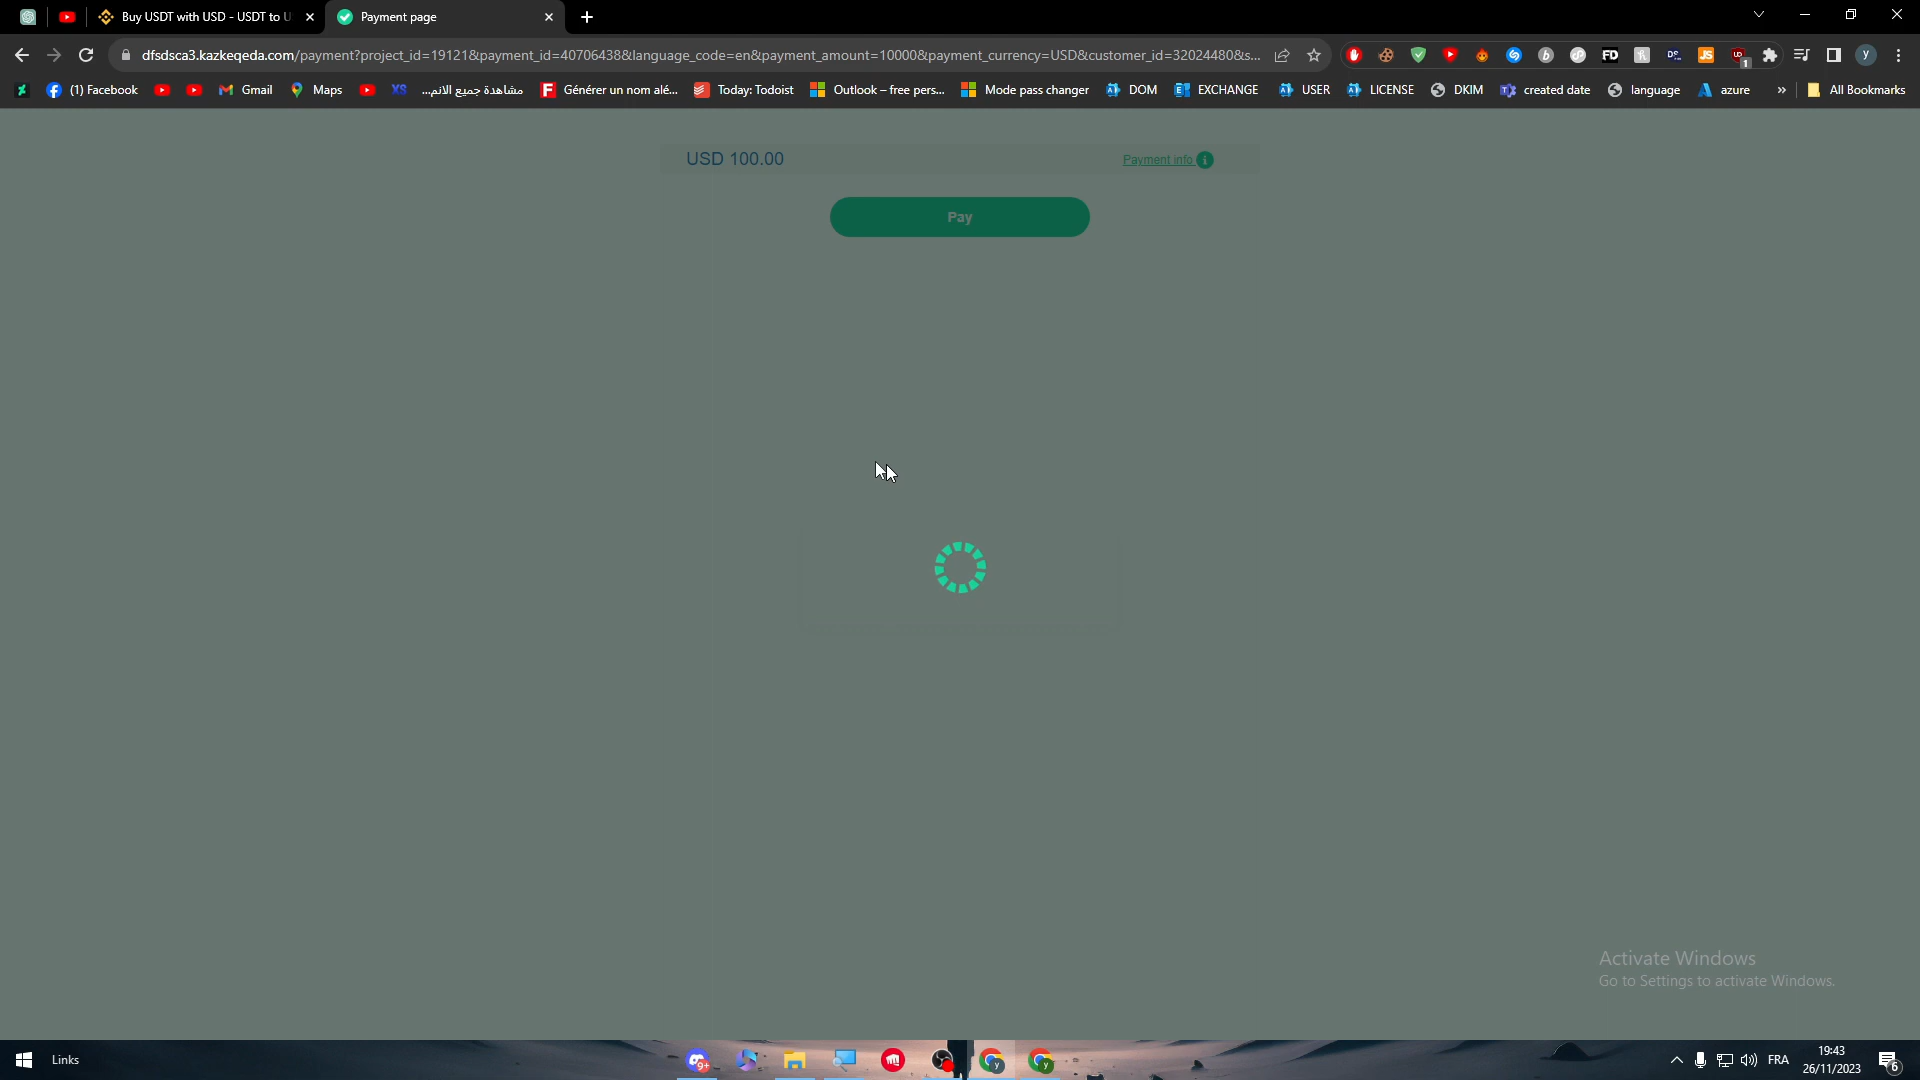 Buy USDT with USD - USDT to U
Payment page
dfsdsca3.kazkeqeda.com/payment?project_id=19121&payment_id=40706438&language_code=en&payment_amount=10000&payment_currency=USD&customer_id=32024480&s...
(1) Facebook
Gmail
Maps
XS
مشاهدة جميع الانم...
Générer un nom alé...
Today: Todoist
Outlook – free pers...
Mode pass changer
DOM
EXCHANGE
USER
LICENSE
DKIM
created date
language
azure
»
All Bookmarks
USD 100.00
Payment info
Pay
Activate Windows
Go to Settings to activate Windows.
Links
FRA
19:43
26/11/2023
6